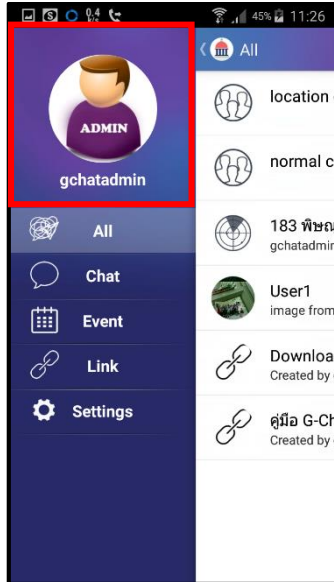 45% 11:26
All
ADMIN
gchatadmin
All
Chat
Event
Link
Settings
location
normal c
183 พิษณ
gchatadmin
User1
image from
Downloa
Created by
คู่มือ G-Ch
Created by